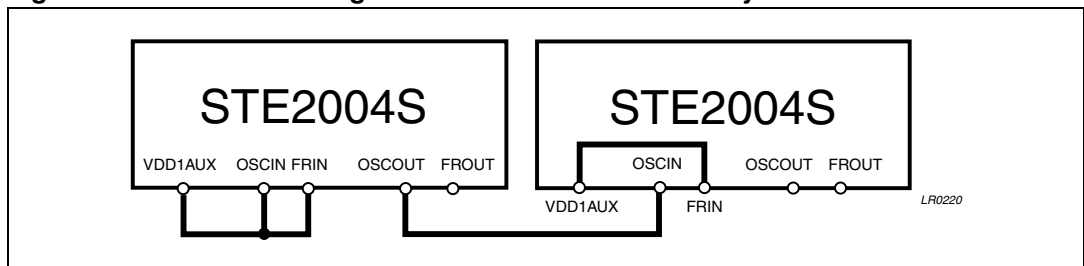 STE2004S
STE2004S
VDD1AUX OSCIN FRIN OSCOUT FROUT
OSCIN OSCOUT FROUT
VDD1AUX FRIN
LR0220